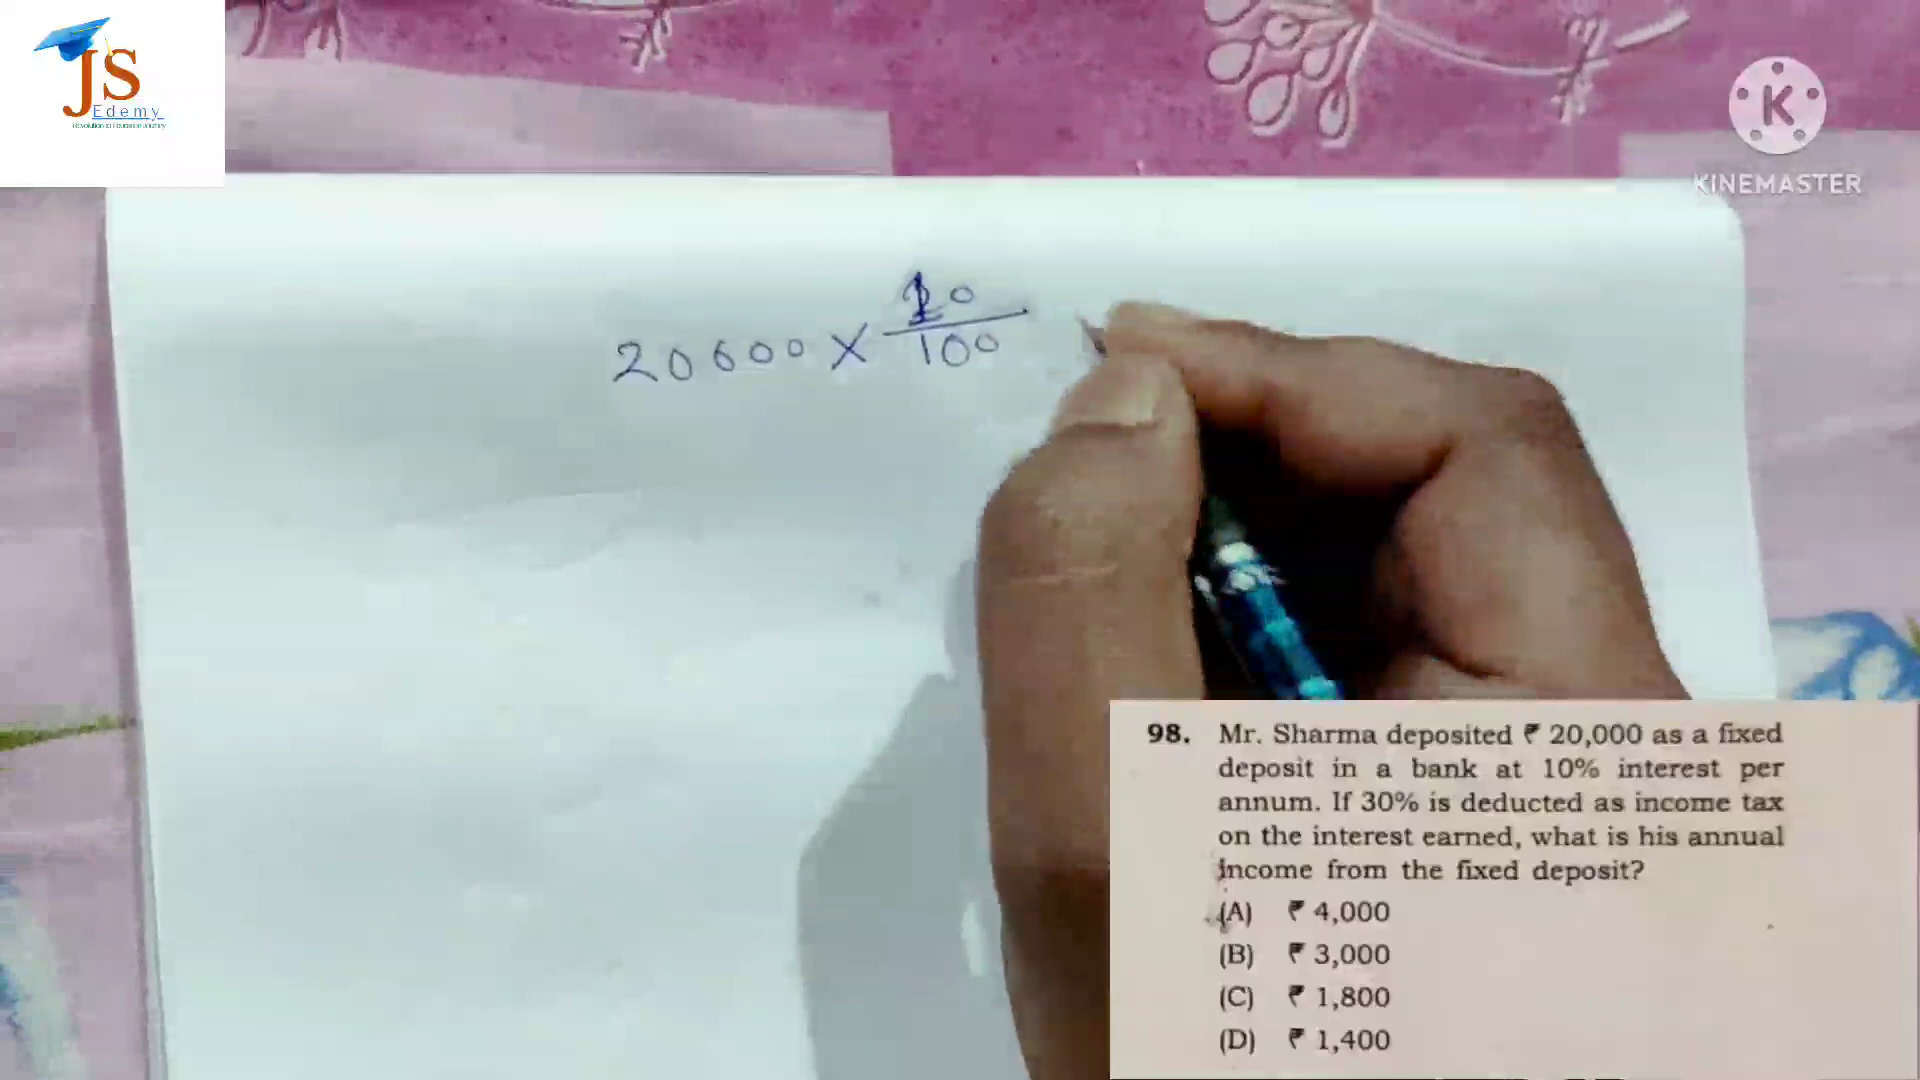 JS
Edemy
KINEMASTER
10
20000 ×
100
98. Mr. Sharma deposited ₹ 20,000 as a fixed
deposit in a bank at 10% interest per
annum. If 30% is deducted as income tax
on the interest earned, what is his annual
income from the fixed deposit?
(A) ₹ 4,000
(B) ₹ 3,000
(C) ₹ 1,800
(D) ₹ 1,400